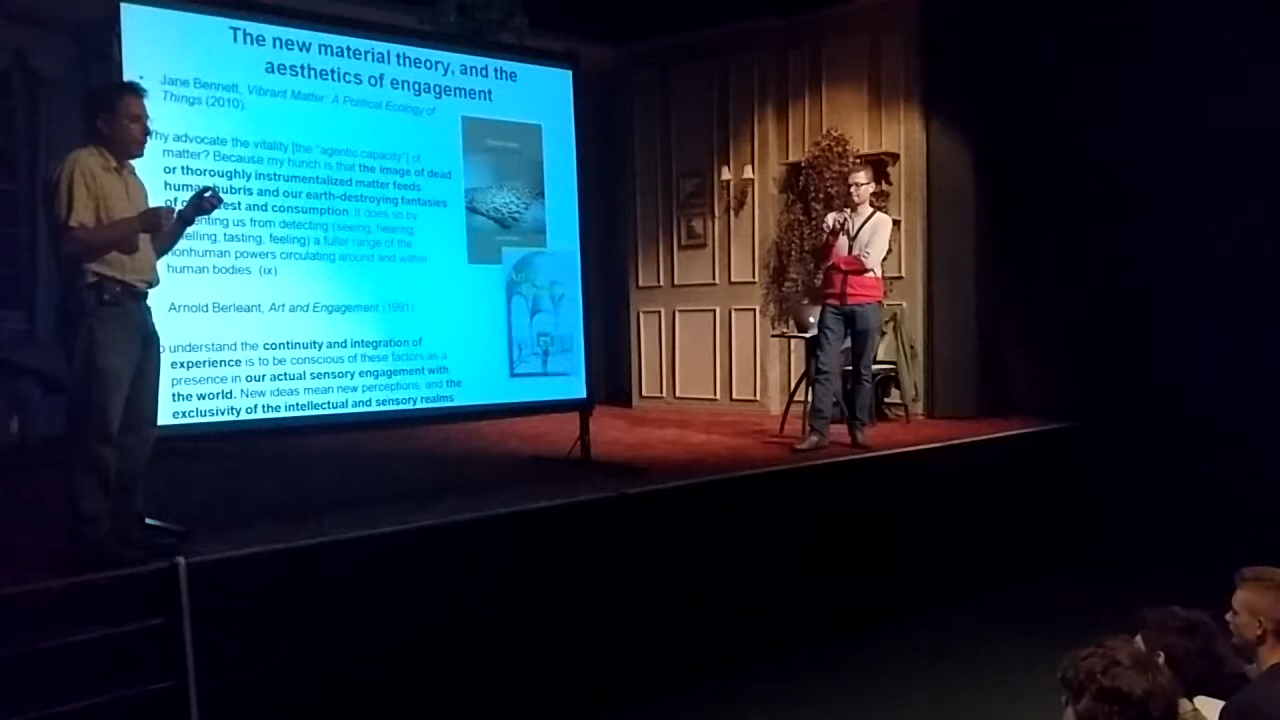 The new material theory, and the
aesthetics of engagement
Jane Bennett, Vibrant Matter: A Political Ecology of
Things (2010).
advocate the vitality [the "agentic capacity"] of
matter? Because my hunch is that the image of dead
or thoroughly instrumentalized matter feeds
human hubris and our earth-destroying fantasies
of and consumption. It does so by
us from detecting (seeing, hearing,
tasting, feeling) a fuller range of the
nonhuman powers circulating around and within
human bodies. (ix)
Arnold Berleant, Art and Engagement (1991)
understand the continuity and integration of
experience is to be conscious of these factors as a
presence in our actual sensory engagement with
the world. New ideas mean new perceptions, and the
exclusivity of the intellectual and sensory realms